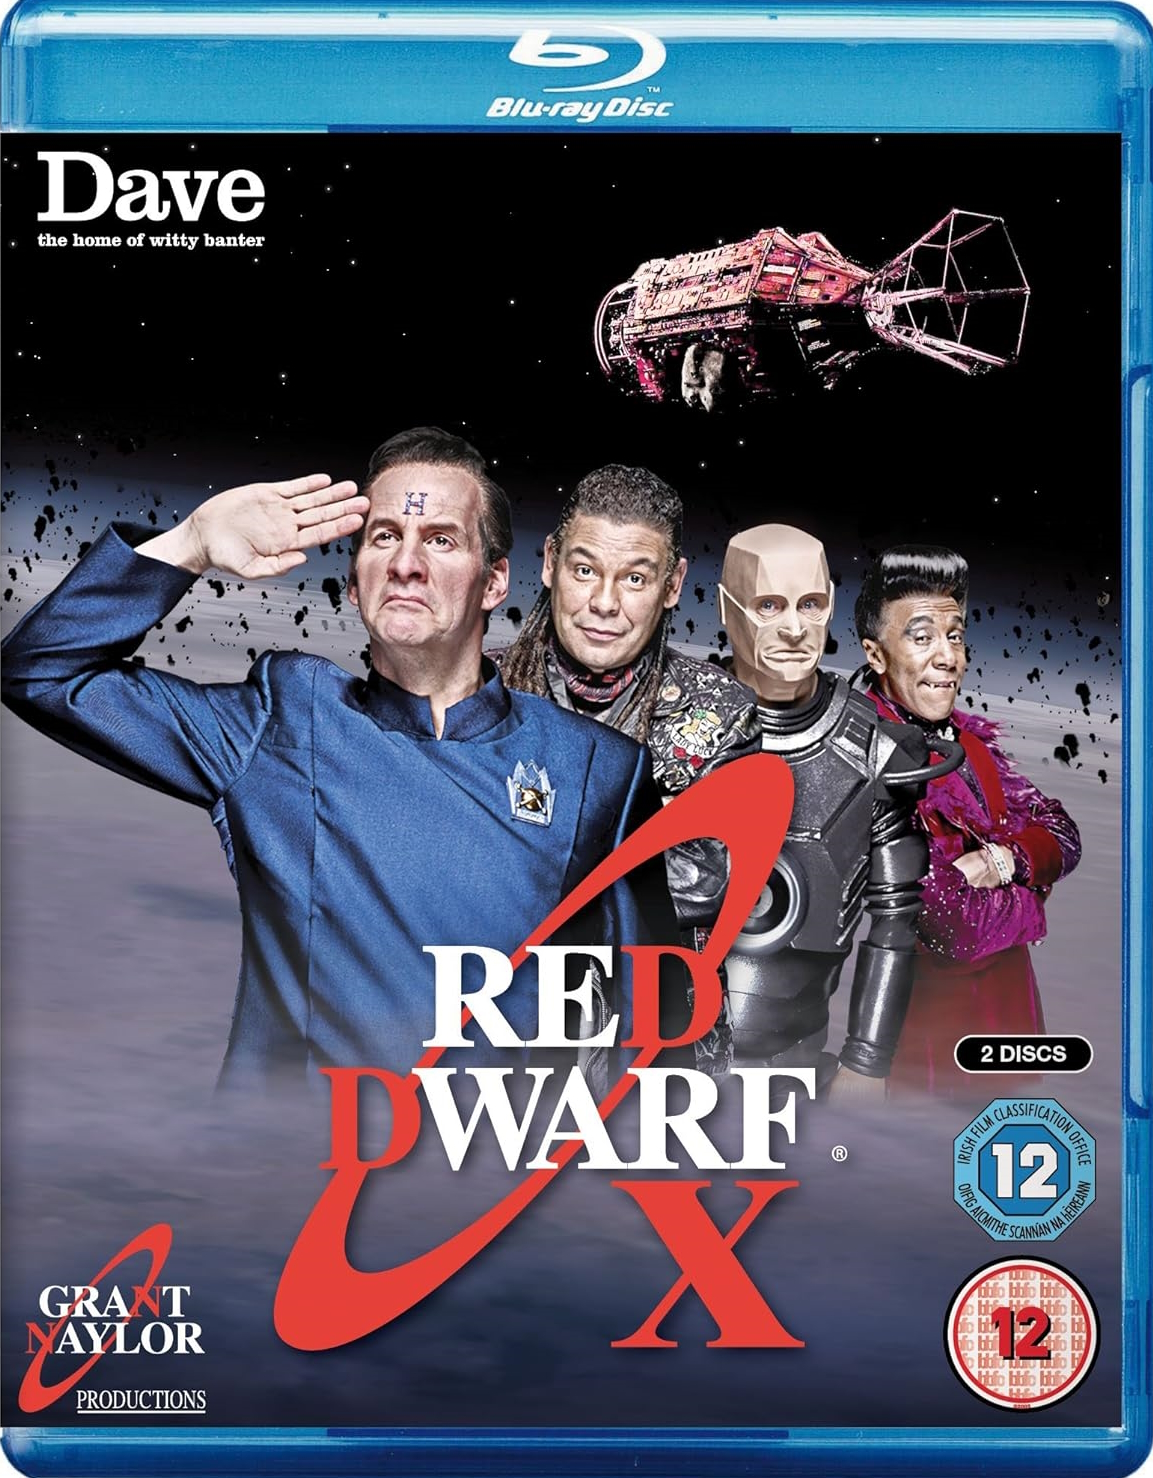 Blu-ray Disc™
Dave
the home of witty banter
H
RED
DWARF®
X
2 DISCS
IRISH FILM CLASSIFICATION OFFICE
12
OIFIG AICMITHE SCANNÁN NA hÉIREANN
GRANT
NAYLOR
PRODUCTIONS
12